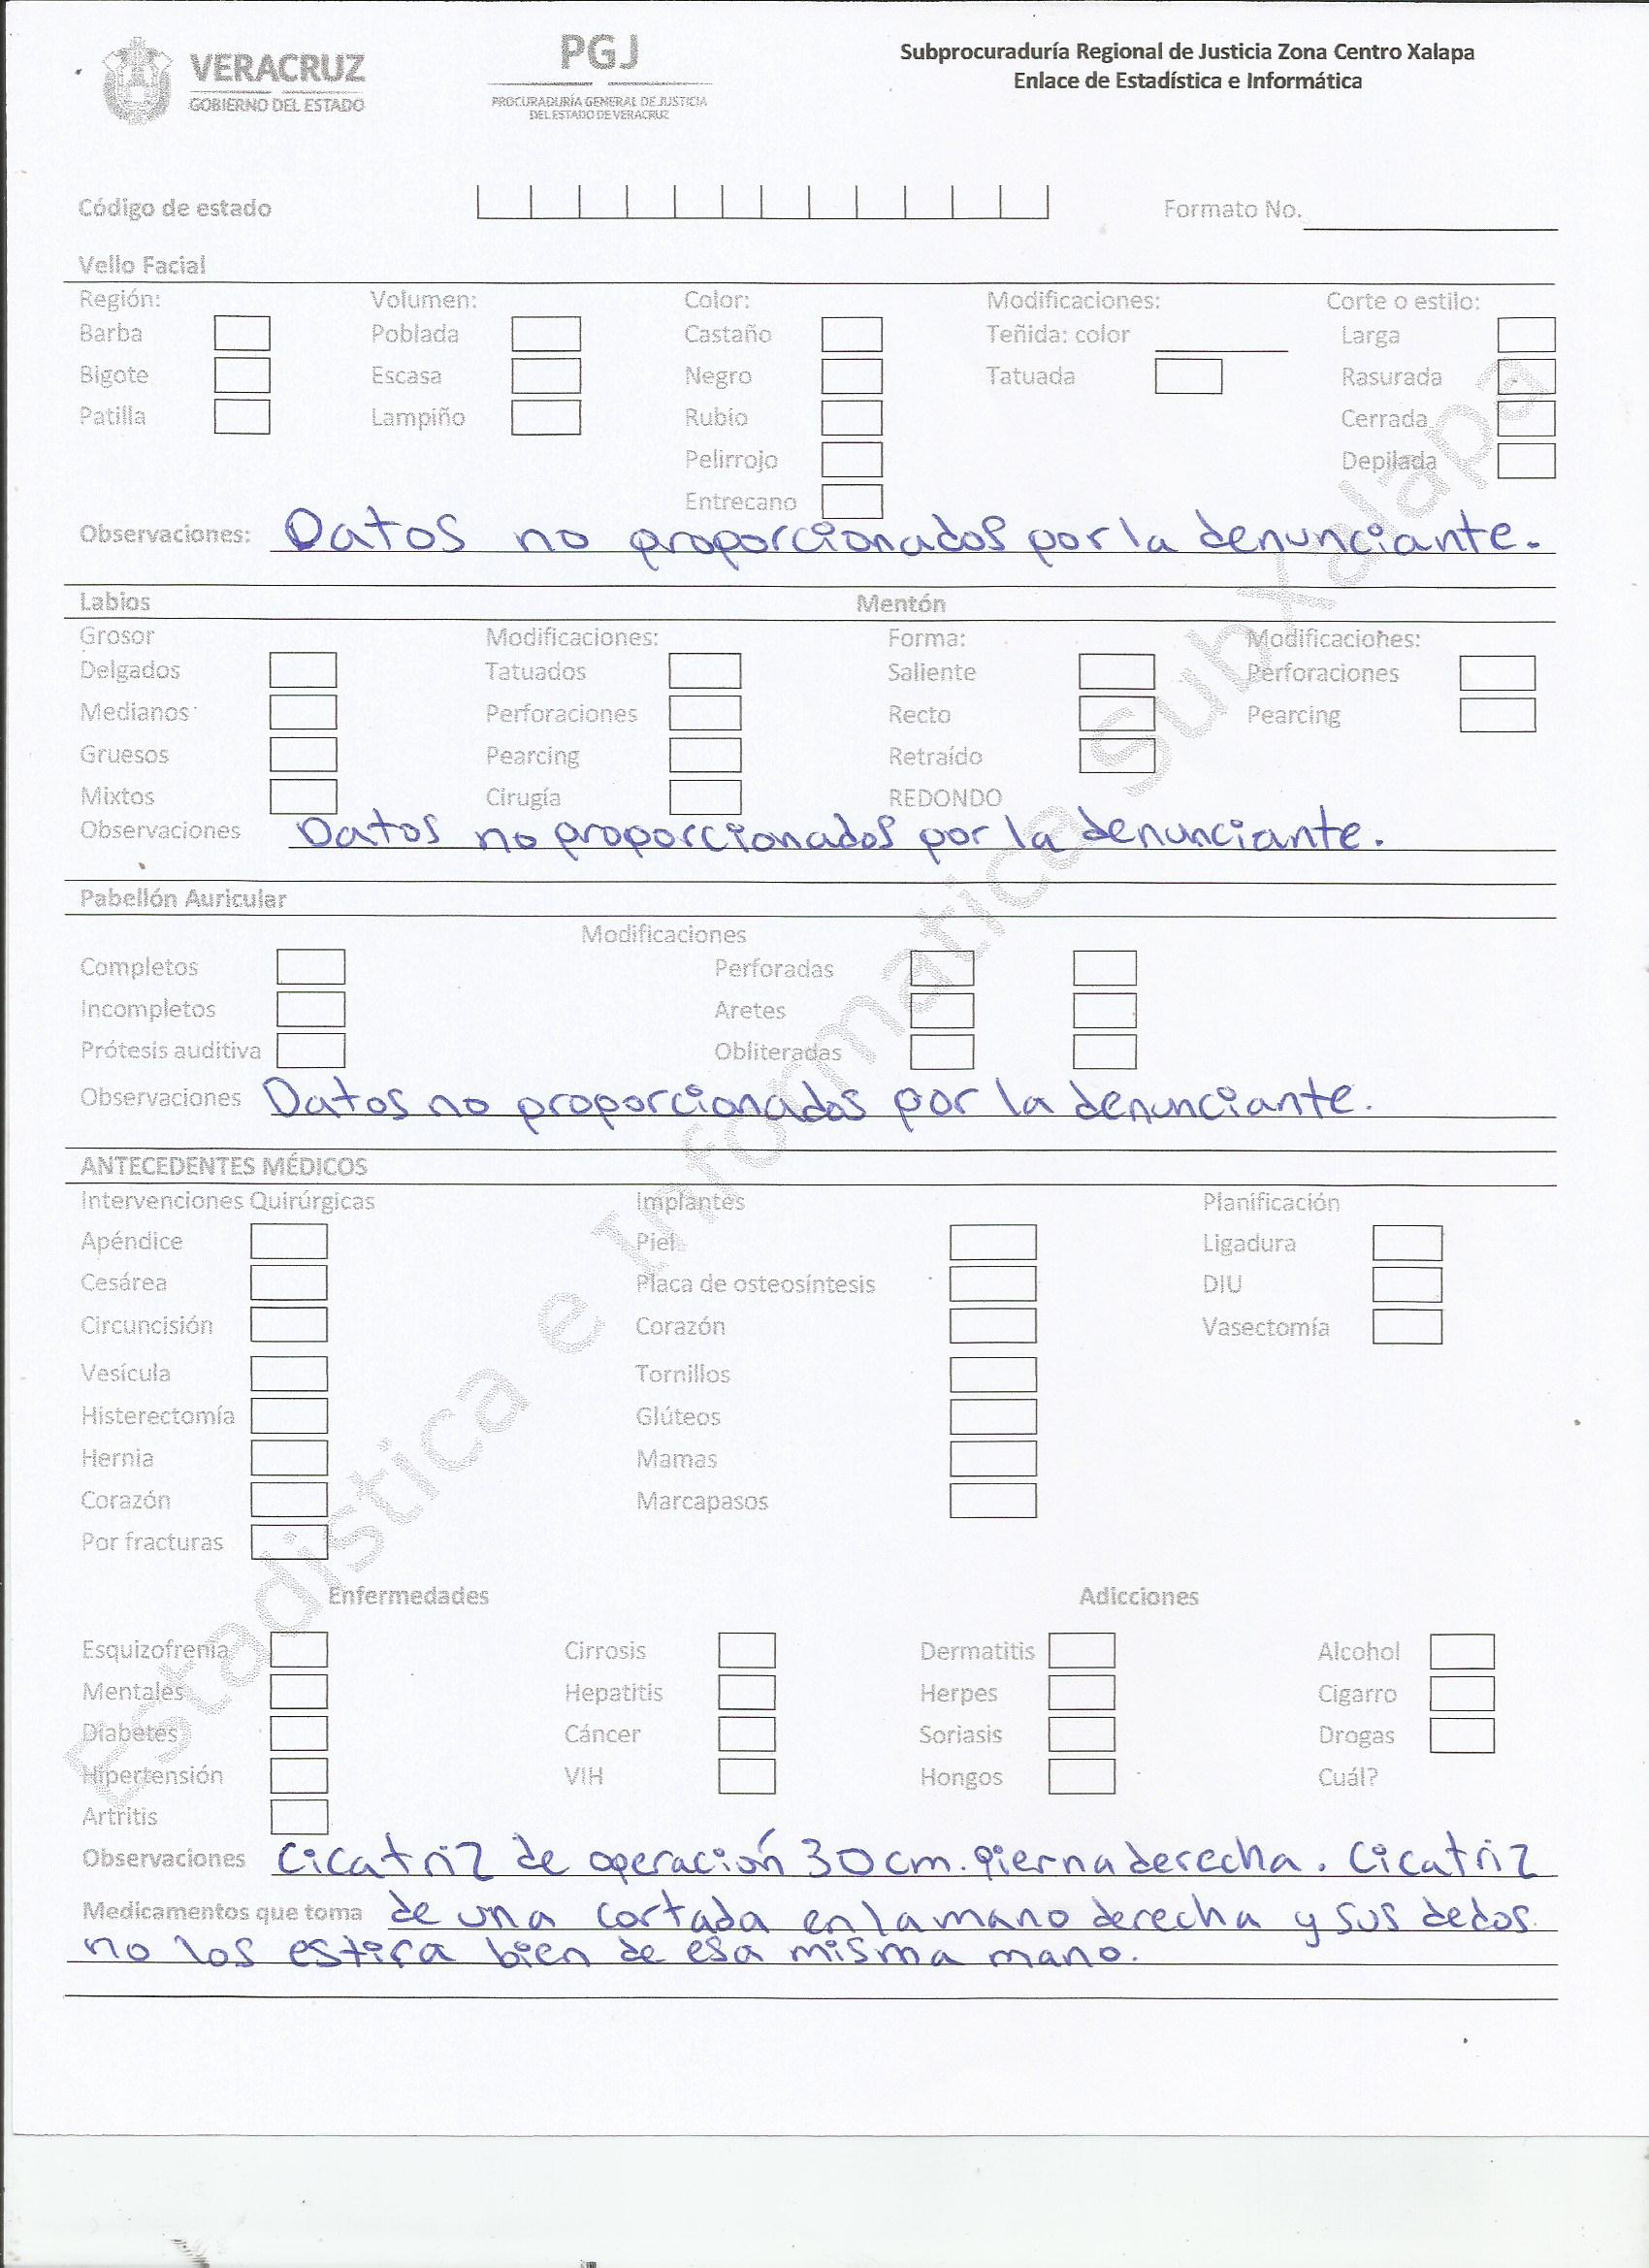 VERACRUZ
GOBIERNO DEL ESTADO
PGJ
PROCURADURÍA GENERAL DE JUSTICIA
DEL ESTADO DE VERACRUZ
Subprocuraduría Regional de Justicia Zona Centro Xalapa
Enlace de Estadística e Informática
Código de estado Formato No.
Vello Facial
Región: Volumen: Color: Modificaciones: Corte o estilo:
Barba Poblada Castaño Teñida: color Larga
Bigote Escasa Negro Tatuada Rasurada
Patilla Lampiño Rubio Cerrada
Pelirrojo Depilada
Entrecano
Observaciones: Datos no proporcionados por la denunciante.
Labios Mentón
Grosor Modificaciones: Forma: Modificaciones:
Delgados Tatuados Saliente Perforaciones
Medianos Perforaciones Recto Pearcing
Gruesos Pearcing Retraído
Mixtos Cirugía REDONDO
Observaciones Datos no proporcionados por la denunciante.
Pabellón Auricular
Modificaciones
Completos Perforadas
Incompletos Aretes
Prótesis auditiva Obliteradas
Observaciones Datos no proporcionados por la denunciante.
ANTECEDENTES MÉDICOS
Intervenciones Quirúrgicas Implantes Planificación
Apéndice Piel Ligadura
Cesárea Placa de osteosíntesis DIU
Circuncisión Corazón Vasectomía
Vesícula Tornillos
Histerectomía Glúteos
Hernia Mamas
Corazón Marcapasos
Por fracturas
Enfermedades Adicciones
Esquizofrenia Cirrosis Dermatitis Alcohol
Mentales Hepatitis Herpes Cigarro
Diabetes Cáncer Soriasis Drogas
Hipertensión VIH Hongos Cuál?
Artritis
Observaciones Cicatriz de operación 30 cm. pierna derecha. Cicatriz
Medicamentos que toma de una cortada en la mano derecha y sus dedos
no los estira bien de esa misma mano.
Estadistica e Informatica Sub Xalapa